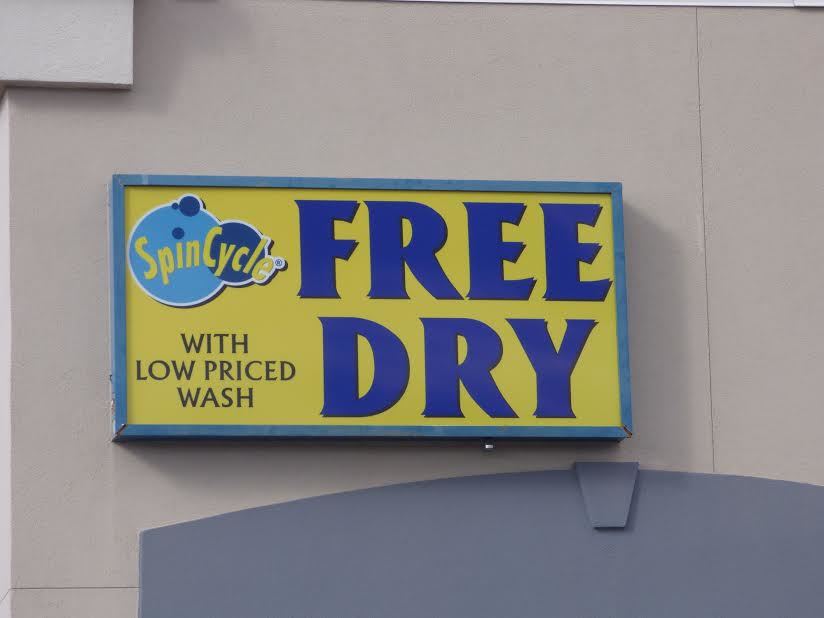 SpinCycle®
FREE
DRY
WITH
LOW PRICED
WASH